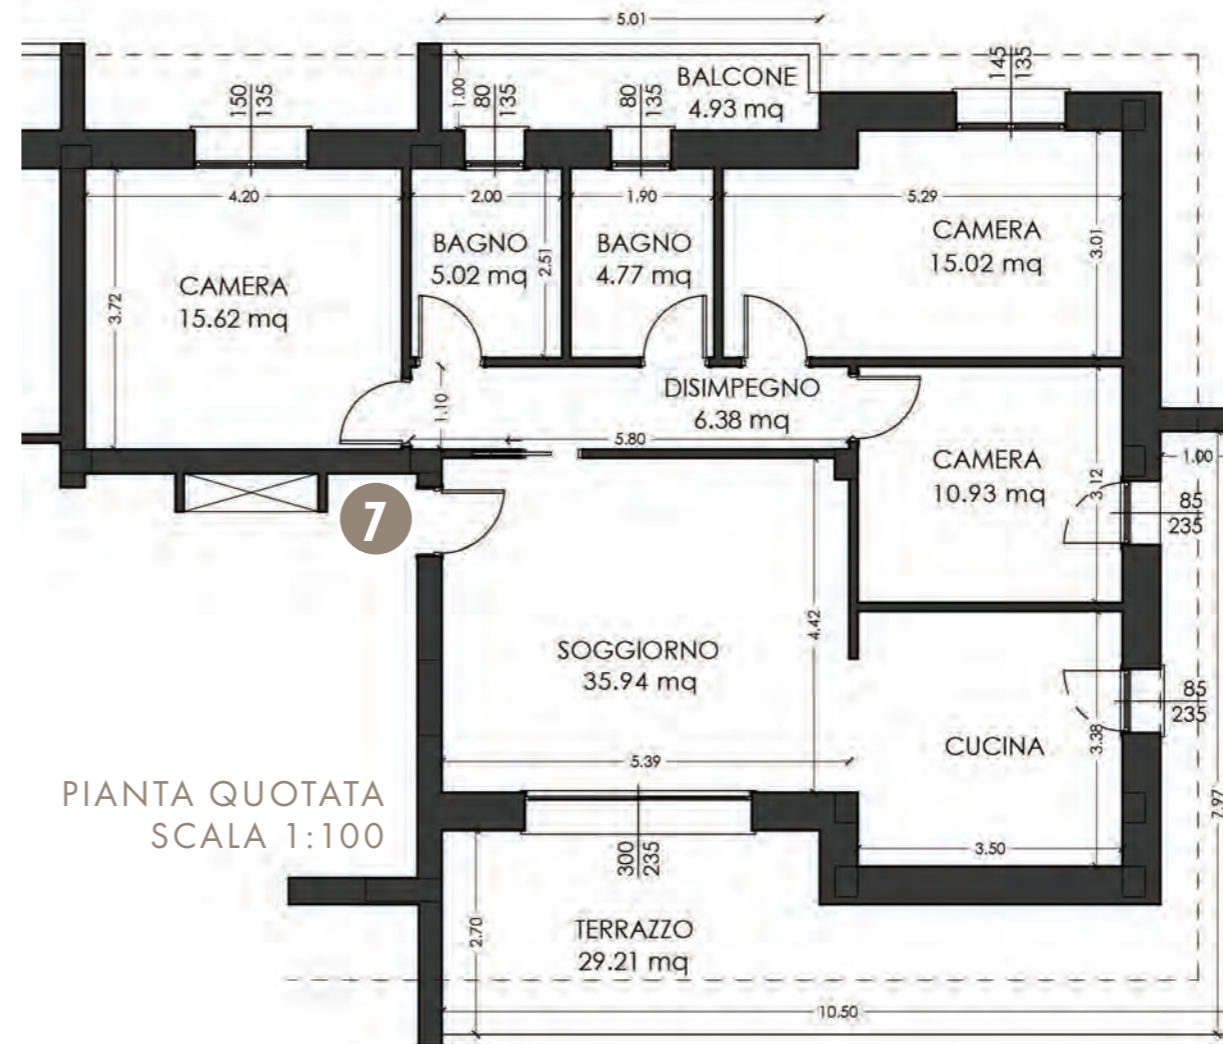 5.01
BALCONE
4.93 mq
1.00
150
135
80
135
80
135
145
135
4.20
2.00
1.90
5.29
CAMERA
15.62 mq
3.72
BAGNO
5.02 mq
2.51
BAGNO
4.77 mq
CAMERA
15.02 mq
3.01
DISIMPEGNO
6.38 mq
1.10
5.80
CAMERA
10.93 mq
3.12
1.00
85
235
7
SOGGIORNO
35.94 mq
4.42
5.39
CUCINA
3.38
85
235
3.50
7.97
PIANTA QUOTATA
SCALA 1:100
300
235
2.70
TERRAZZO
29.21 mq
10.50